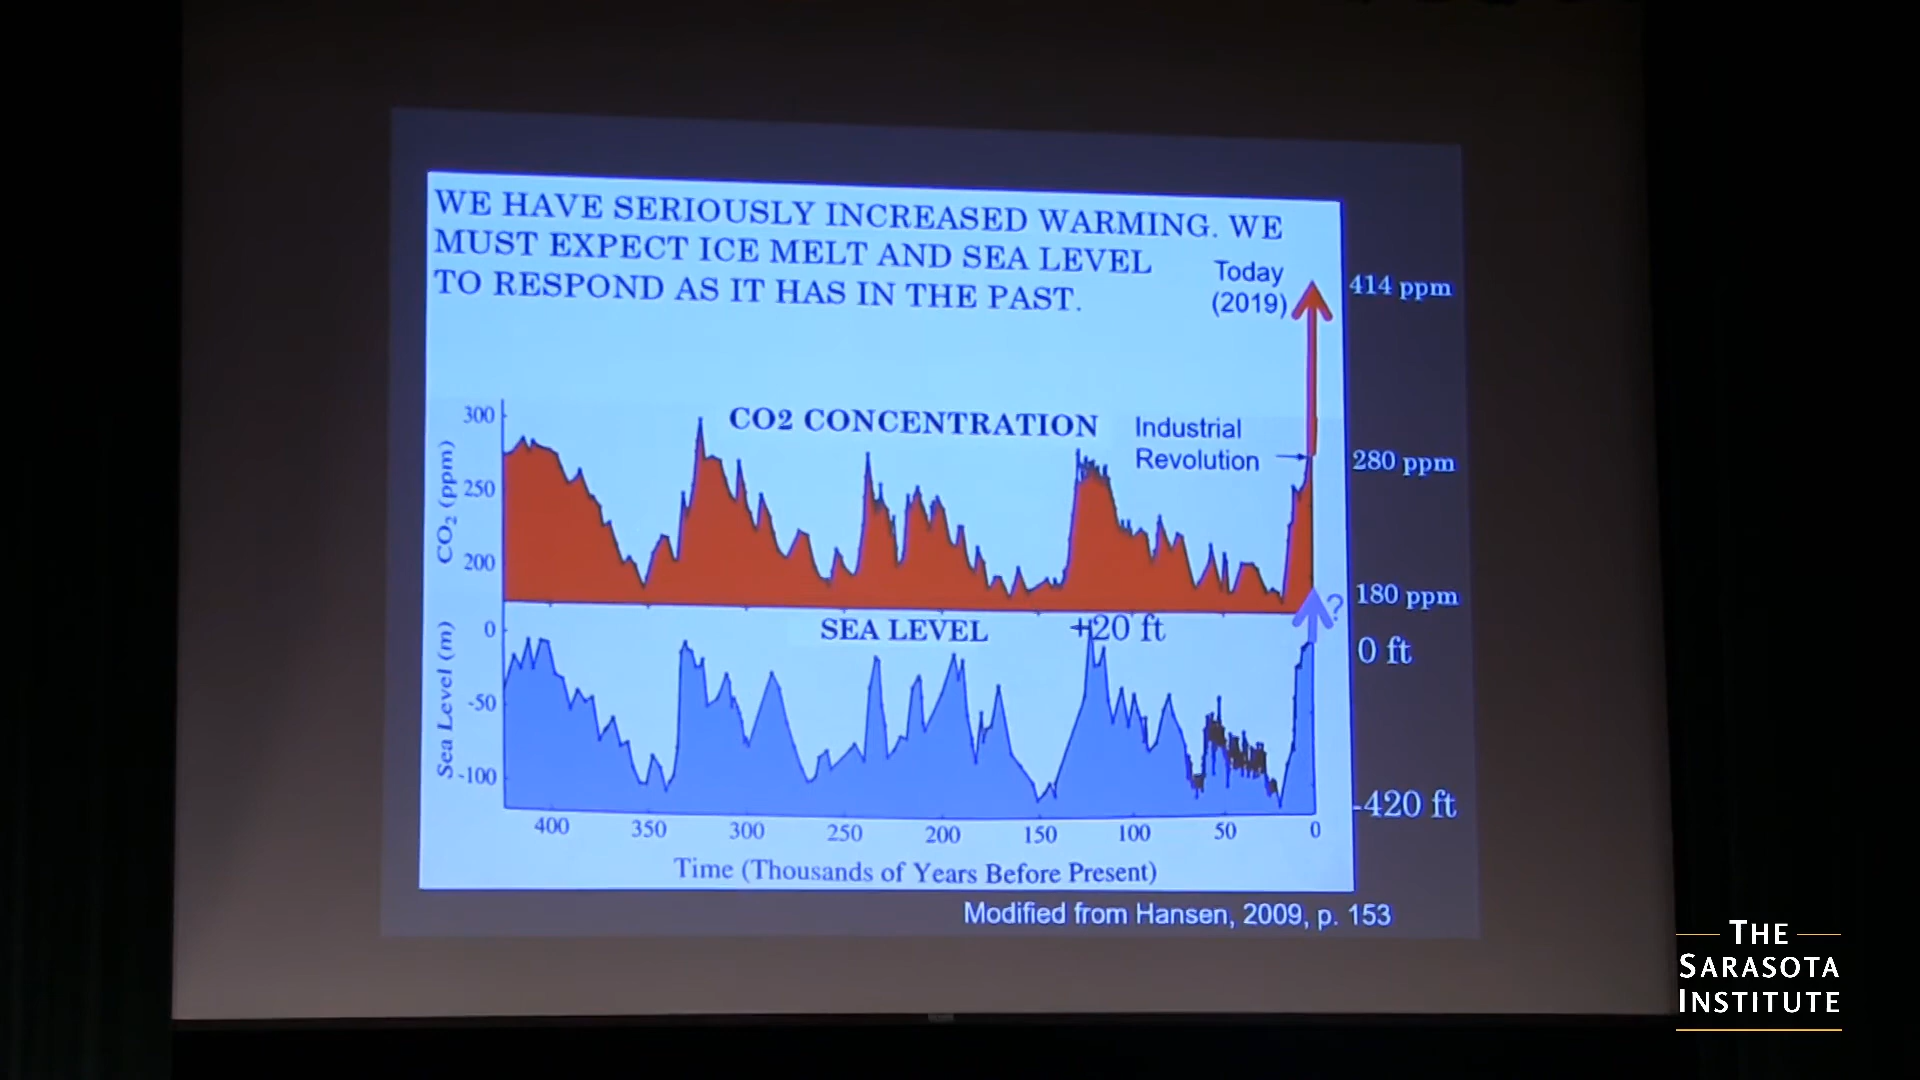 WE HAVE SERIOUSLY INCREASED WARMING. WE
MUST EXPECT ICE MELT AND SEA LEVEL
TO RESPOND AS IT HAS IN THE PAST.
Today
(2019)
414 ppm
CO2 CONCENTRATION
Industrial
Revolution
280 ppm
180 ppm
300
250
200
CO₂ (ppm)
SEA LEVEL
+20 ft
?
0 ft
-420 ft
0
-50
-100
Sea Level (m)
400 350 300 250 200 150 100 50 0
Time (Thousands of Years Before Present)
Modified from Hansen, 2009, p. 153
THE
SARASOTA
INSTITUTE